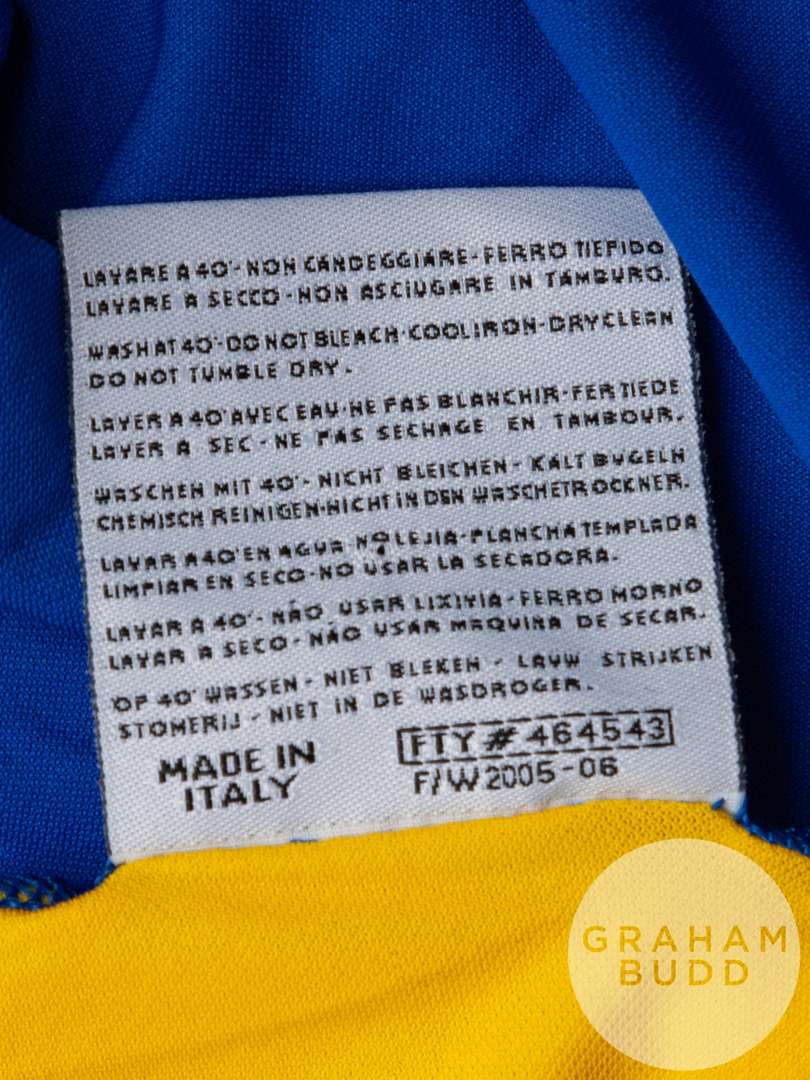 LAVARE A 40°-NON CANDEGGIARE-FERRO TIEPIDO
LAVARE A SECCO-NON ASCIUGARE IN TAMBURO.
WASH AT 40°-DO NOT BLEACH-COOL IRON-DRY CLEAN
DO NOT TUMBLE DRY.
LAVER A 40°AVEC EAU-NE PAS BLANCHIR-FER TIEDE
LAVER A SEC-NE PAS SECHAGE EN TAMBOUR.
WASCHEN MIT 40°- NICHT BLEICHEN- KALT BUGELN
CHEMISCH REINIGEN-NICHT IN DEN WASCHETROCKNER.
LAVAR A40°EN AGUA NO LEJIA-PLANCHA TEMPLADA
LIMPIAR EN SECO-NO USAR LA SECADORA.
LAVAR A 40°- NÃO USAR LIXIVIA-FERRO MORNO
LAVAR A SECO-NÃO USAR MAQUINA DE SECAR.
OP 40° WASSEN- NIET BLEKEN - LAUW STRIJKEN
STOMERIJ - NIET IN DE WASDROGER.
MADE IN
ITALY
FTY # 464543
F/W2005-06
GRAHAM
BUDD